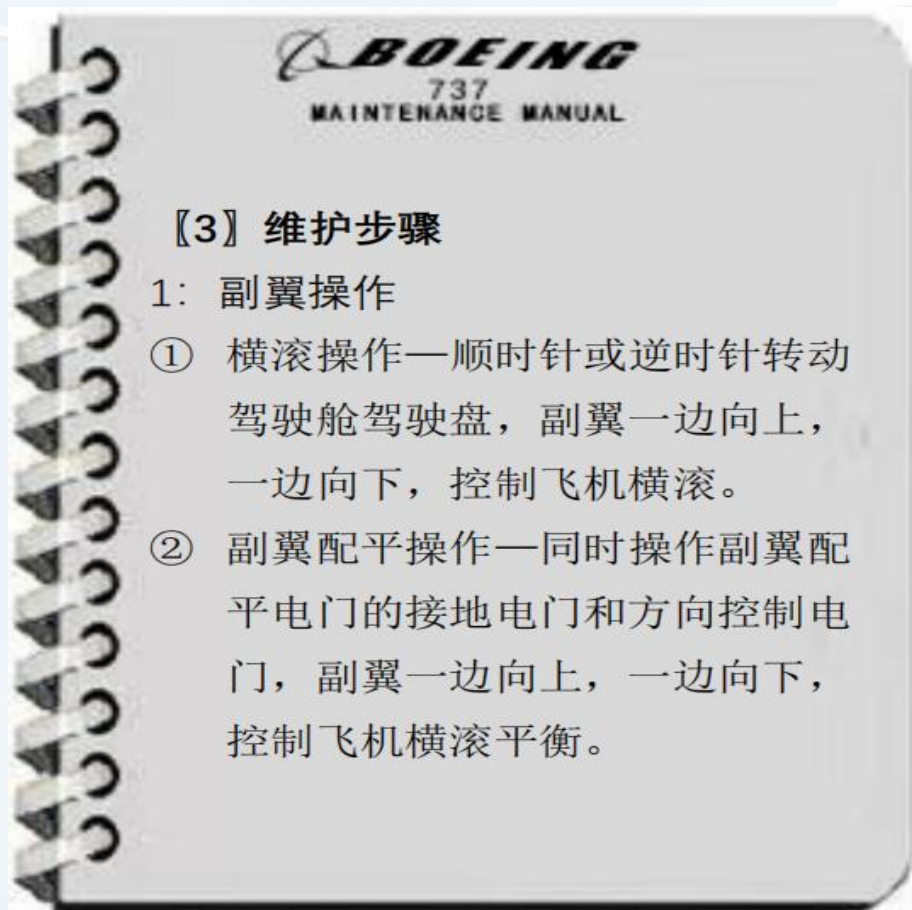 BOEING
737
MAINTENANCE MANUAL
〖3〗维护步骤
1：副翼操作
① 横滚操作—顺时针或逆时针转动
驾驶舱驾驶盘，副翼一边向上，
一边向下，控制飞机横滚。
② 副翼配平操作—同时操作副翼配
平电门的接地电门和方向控制电
门，副翼一边向上，一边向下，
控制飞机横滚平衡。